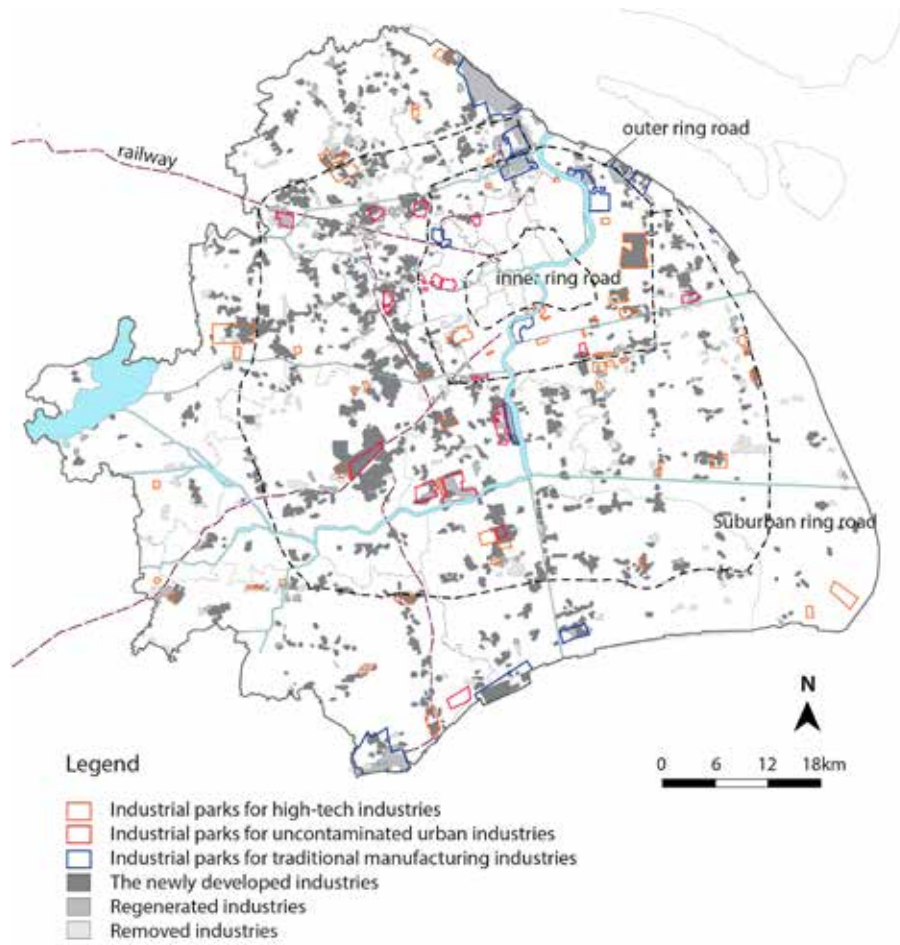 outer ring road
railway
inner ring road
Suburban ring road
N
0 6 12 18km
Legend
Industrial parks for high-tech industries
Industrial parks for uncontaminated urban industries
Industrial parks for traditional manufacturing industries
The newly developed industries
Regenerated industries
Removed industries